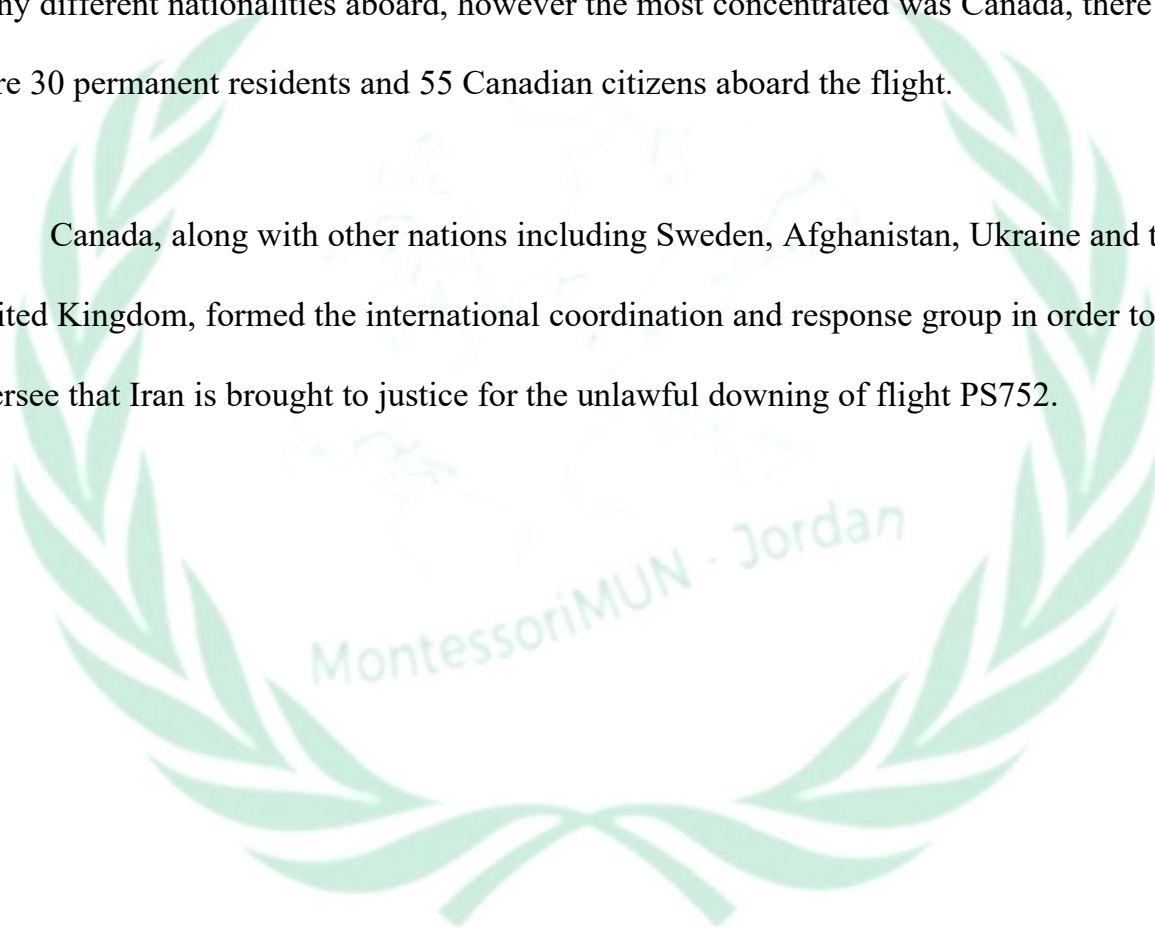 ny different nationalities aboard, however the most concentrated was Canada, there
re 30 permanent residents and 55 Canadian citizens aboard the flight.
Canada, along with other nations including Sweden, Afghanistan, Ukraine and t
ited Kingdom, formed the international coordination and response group in order to
ersee that Iran is brought to justice for the unlawful downing of flight PS752.
MontessoriMUN - Jordan